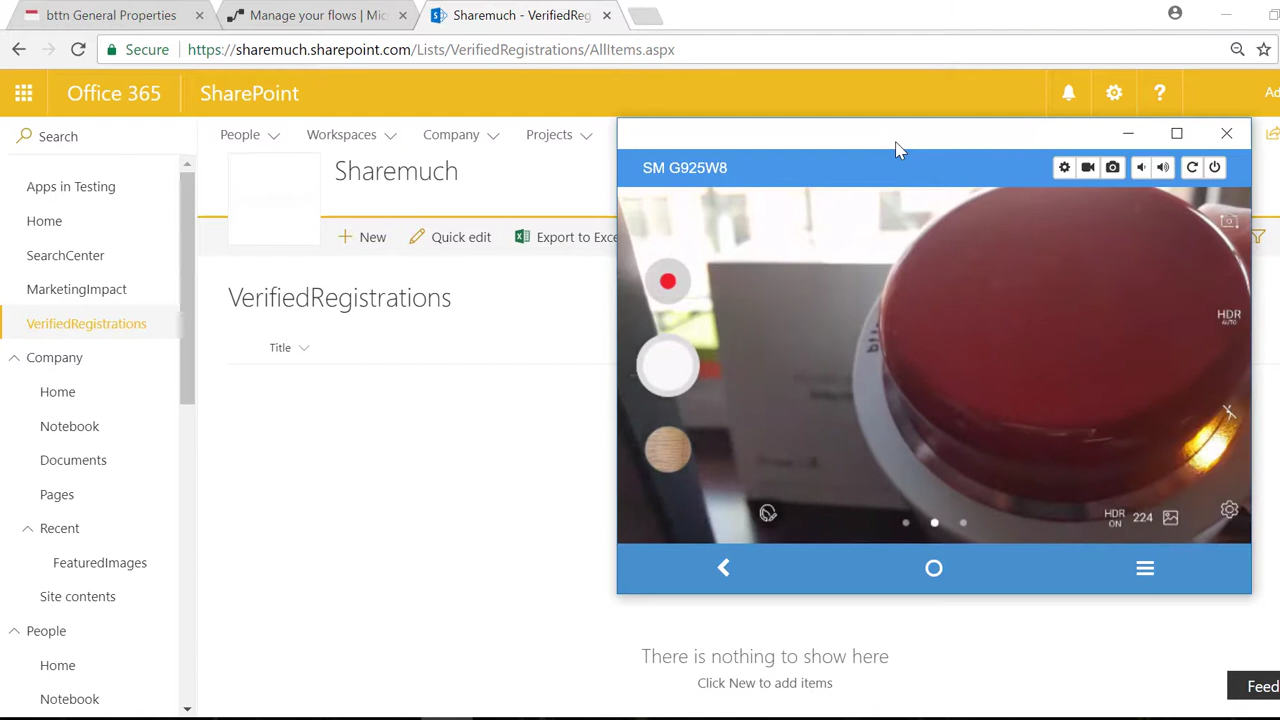 bttn General Properties
Manage your flows | Mic
Sharemuch - VerifiedReg
Secure
https://sharemuch.sharepoint.com/Lists/VerifiedRegistrations/AllItems.aspx
Office 365
SharePoint
?
Ad
Search
People
Workspaces
Company
Projects
Sharemuch
New
Quick edit
Export to Exce
Apps in Testing
Home
SearchCenter
MarketingImpact
VerifiedRegistrations
Company
Home
Notebook
Documents
Pages
Recent
FeaturedImages
Site contents
People
Home
Notebook
VerifiedRegistrations
Title
SM G925W8
bttn
HDR
AUTO
HDR
ON
224
There is nothing to show here
Click New to add items
Feed